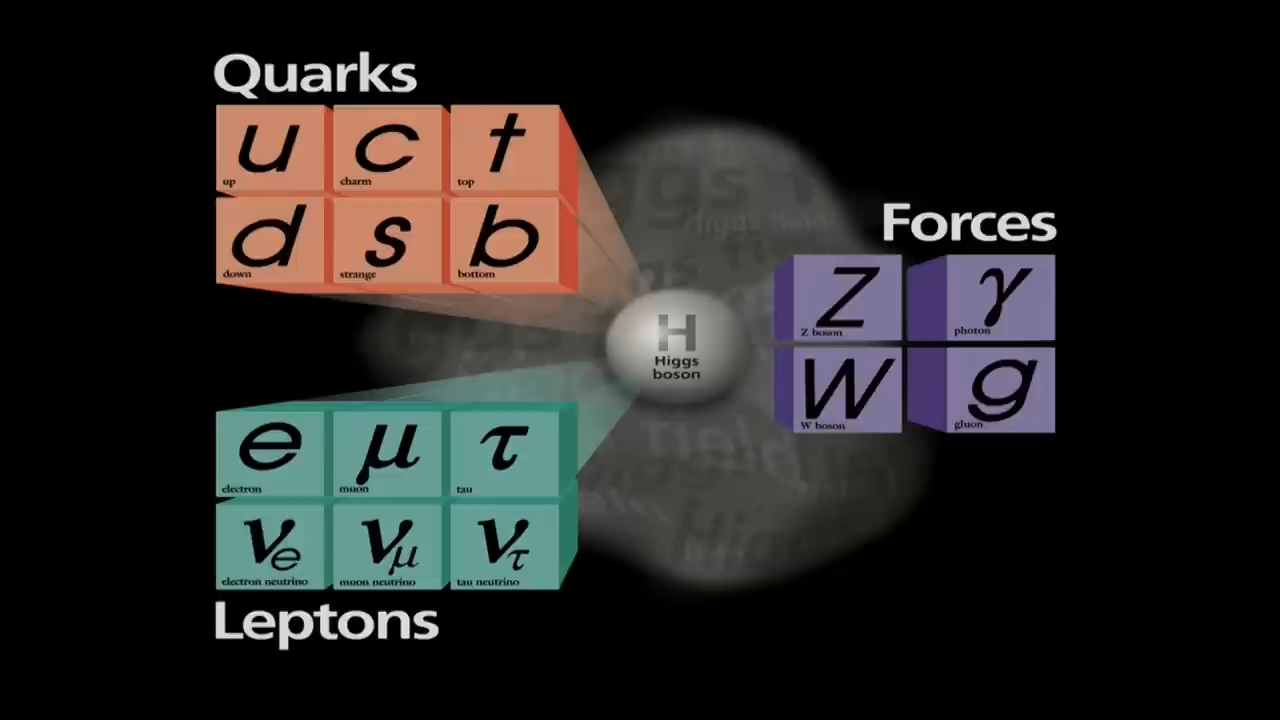 Quarks
u c t
up charm top
d s b
down strange bottom
Forces
Z γ
Z boson photon
W g
W boson gluon
H
Higgs
boson
e μ τ
electron muon tau
νe νμ ντ
electron neutrino muon neutrino tau neutrino
Leptons